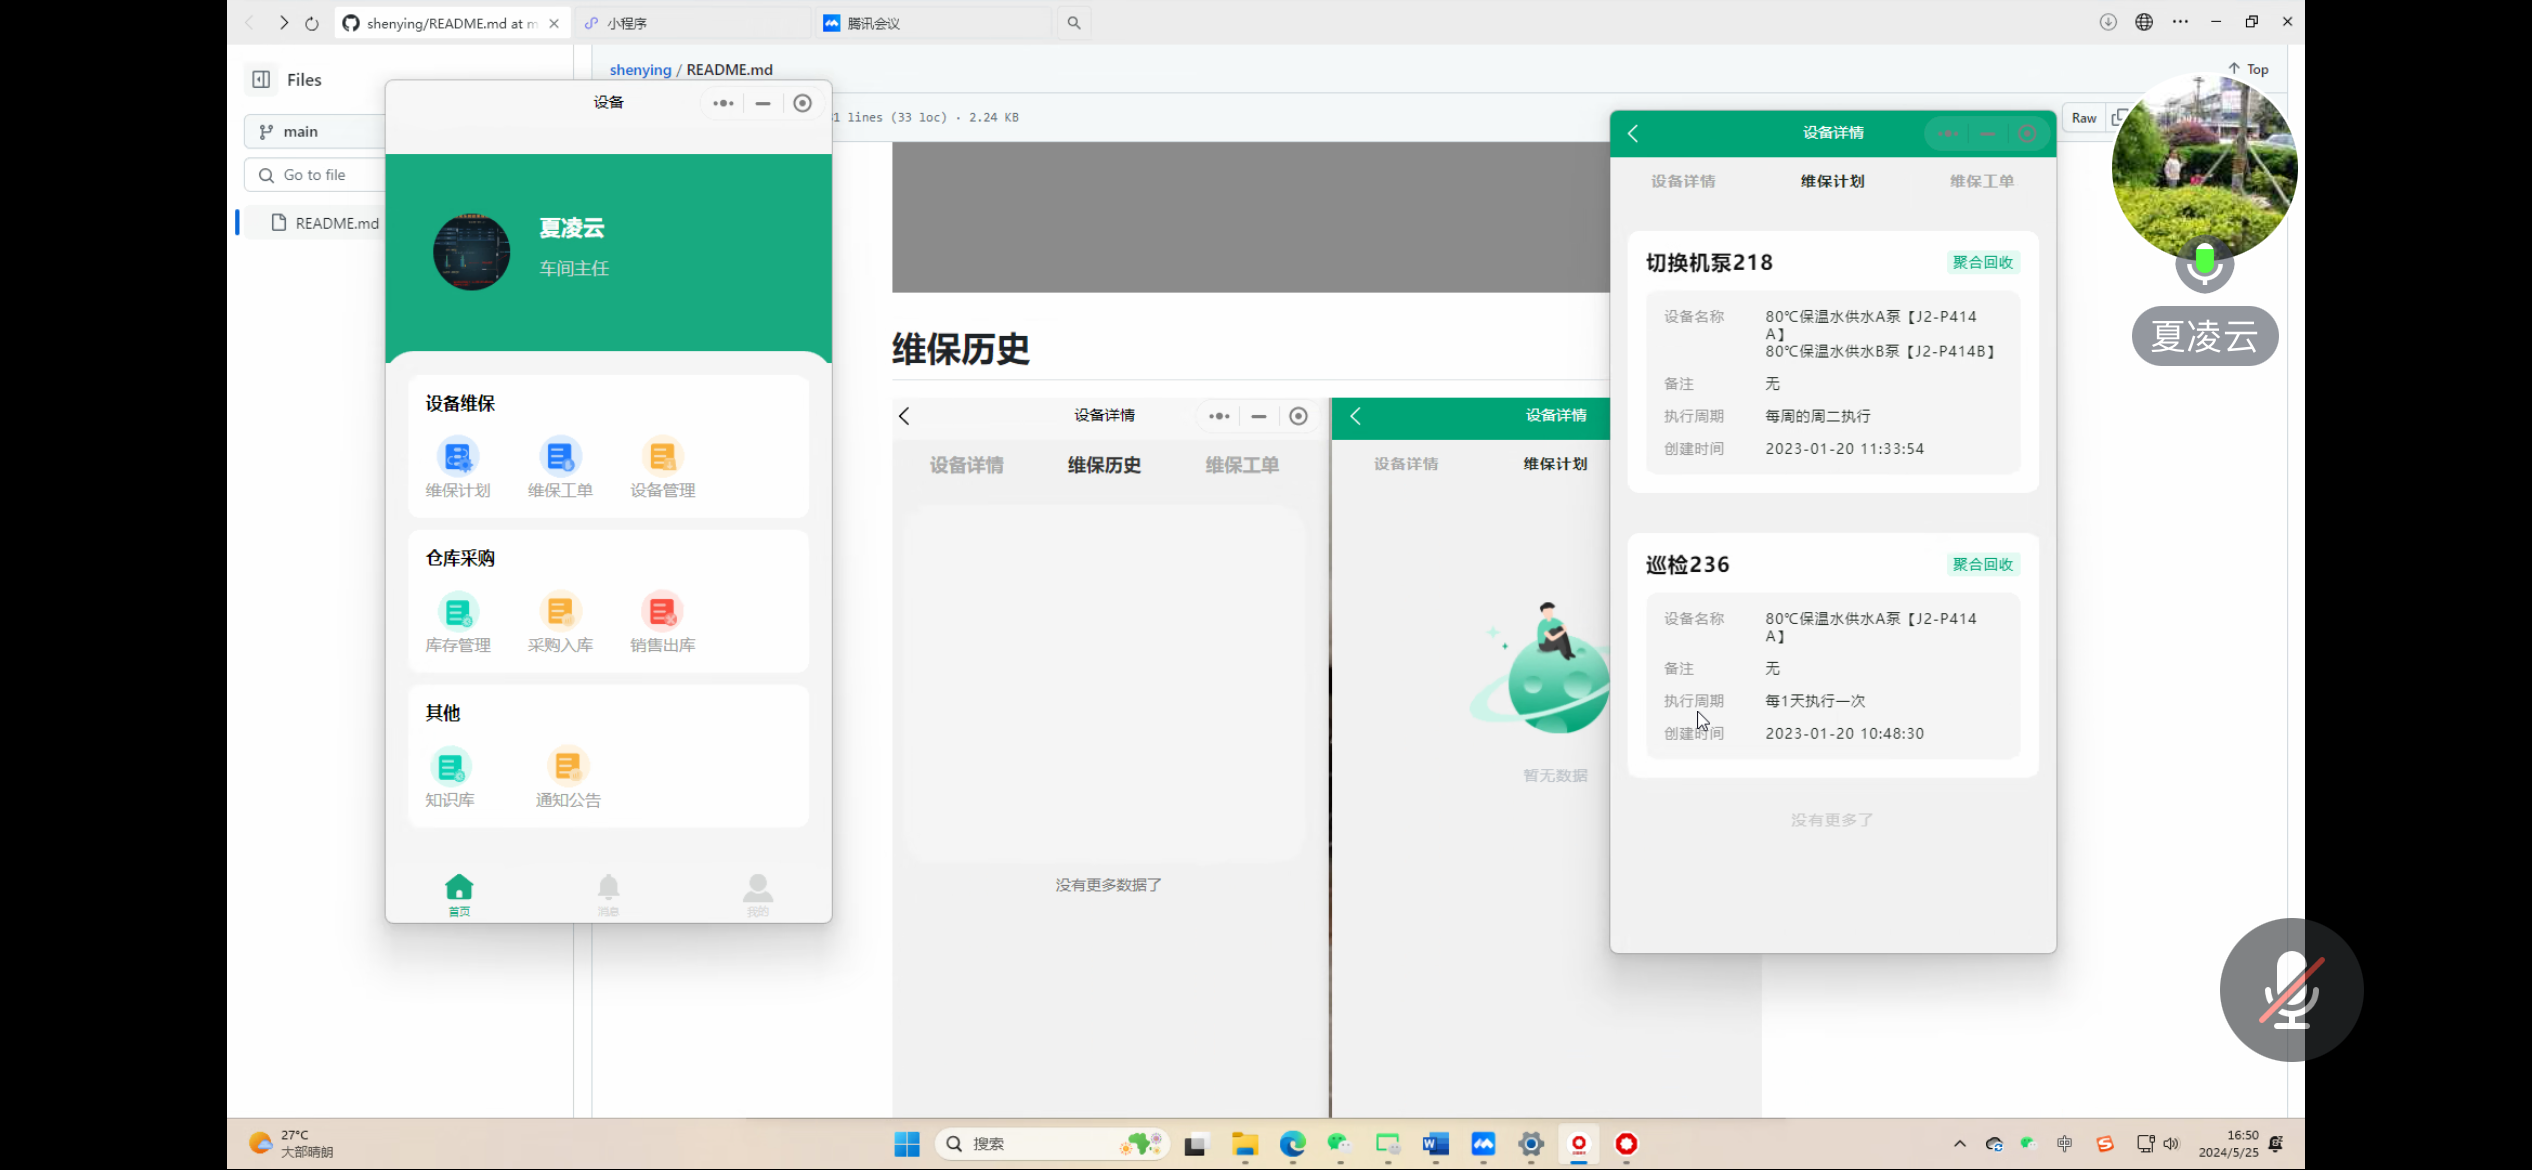 shenying/README.md at m
小程序
腾讯会议
Files
main
Go to file
README.md
shenying / README.md
Top
1 lines (33 loc) · 2.24 KB
Raw
设备
夏凌云
车间主任
设备维保
维保计划
维保工单
设备管理
仓库采购
库存管理
采购入库
销售出库
其他
知识库
通知公告
首页
消息
我的
维保历史
设备详情
设备详情
维保历史
维保工单
没有更多数据了
设备详情
设备详情
维保计划
暂无数据
设备详情
设备详情
维保计划
维保工单
切换机泵218
聚合回收
设备名称
80℃保温水供水A泵【J2-P414
A】
80℃保温水供水B泵【J2-P414B】
备注
无
执行周期
每周的周二执行
创建时间
2023-01-20 11:33:54
巡检236
聚合回收
设备名称
80℃保温水供水A泵【J2-P414
A】
备注
无
执行周期
每1天执行一次
创建时间
2023-01-20 10:48:30
没有更多了
夏凌云
27°C
大部晴朗
搜索
中
16:50
2024/5/25